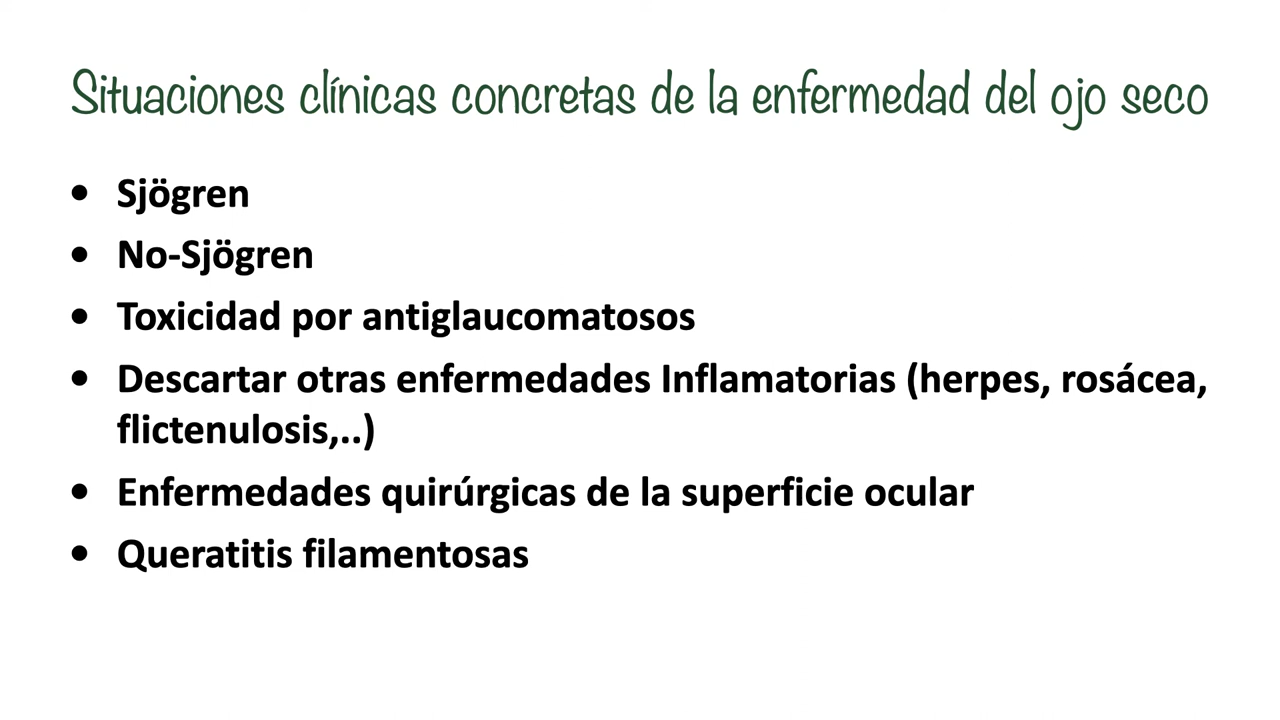 Situaciones clínicas concretas de la enfermedad del ojo seco
• Sjögren
• No-Sjögren
• Toxicidad por antiglaucomatosos
• Descartar otras enfermedades Inflamatorias (herpes, rosácea,
flictenulosis,..)
• Enfermedades quirúrgicas de la superficie ocular
• Queratitis filamentosas